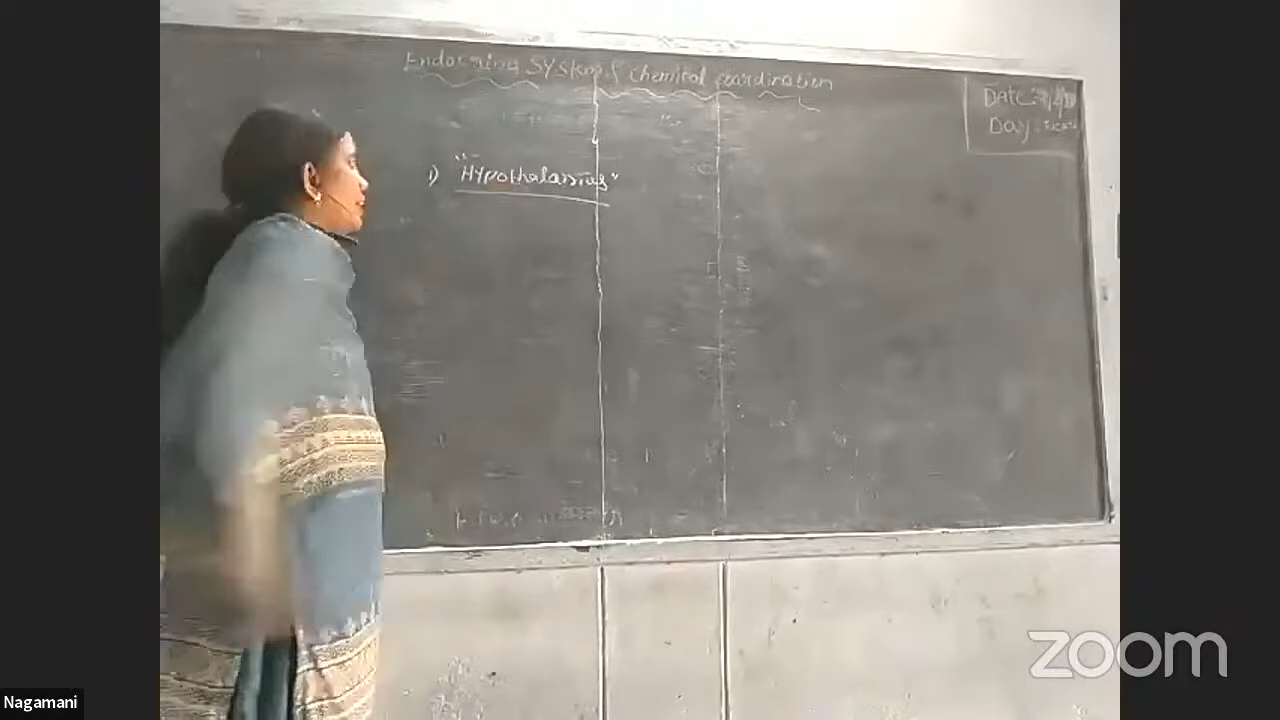 Endocrine System & Chemical coordination
Date
Day
1) "Hypothalamus"
Nagamani
zoom